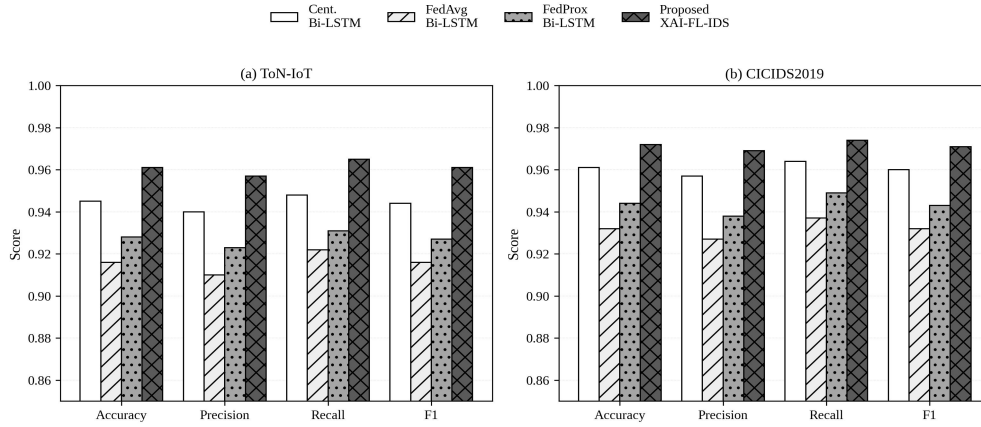 Cent.
Bi-LSTM
FedAvg
Bi-LSTM
FedProx
Bi-LSTM
Proposed
XAI-FL-IDS
(a) ToN-IoT
1.00
0.98
0.96
0.94
0.92
0.90
0.88
0.86
Score
Accuracy Precision Recall F1
(b) CICIDS2019
1.00
0.98
0.96
0.94
0.92
0.90
0.88
0.86
Score
Accuracy Precision Recall F1